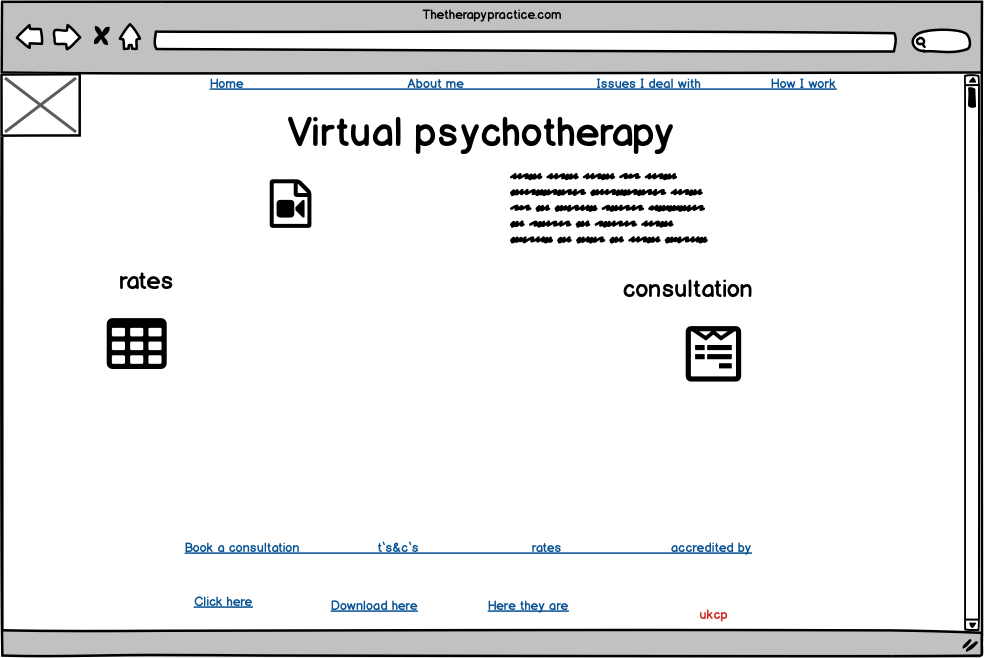 Thetherapypractice.com
Home About me Issues I deal with How I work
Virtual psychotherapy
rates
consultation
Book a consultation t's&c's rates accredited by
Click here Download here Here they are ukcp